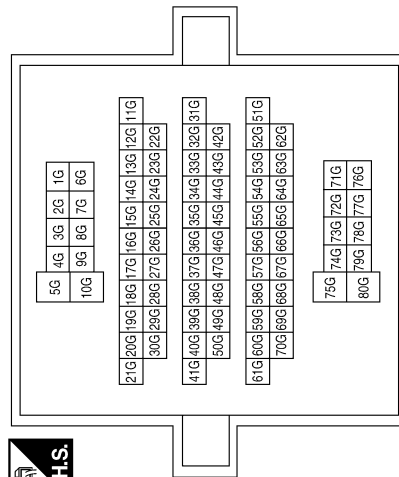 H.S.
5G 4G 3G 2G 1G
10G 9G 8G 7G 6G
21G 20G 19G 18G 17G 16G 15G 14G 13G 12G 11G
30G 29G 28G 27G 26G 25G 24G 23G 22G
41G 40G 39G 38G 37G 36G 35G 34G 33G 32G 31G
50G 49G 48G 47G 46G 45G 44G 43G 42G
61G 60G 59G 58G 57G 56G 55G 54G 53G 52G 51G
70G 69G 68G 67G 66G 65G 64G 63G 62G
75G 74G 73G 72G 71G
80G 79G 78G 77G 76G